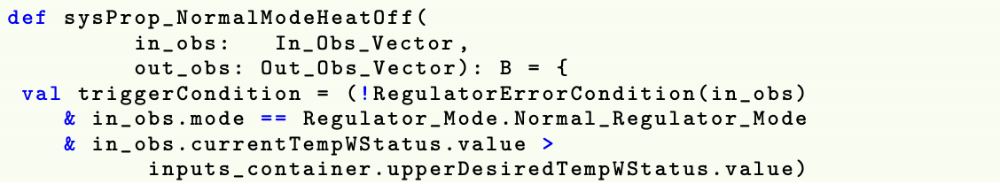 def sysProp_NormalModeHeatOff(
in_obs: In_Obs_Vector,
out_obs: Out_Obs_Vector): B = {
val triggerCondition = (!RegulatorErrorCondition(in_obs)
& in_obs.mode == Regulator_Mode.Normal_Regulator_Mode
& in_obs.currentTempWStatus.value >
inputs_container.upperDesiredTempWStatus.value)